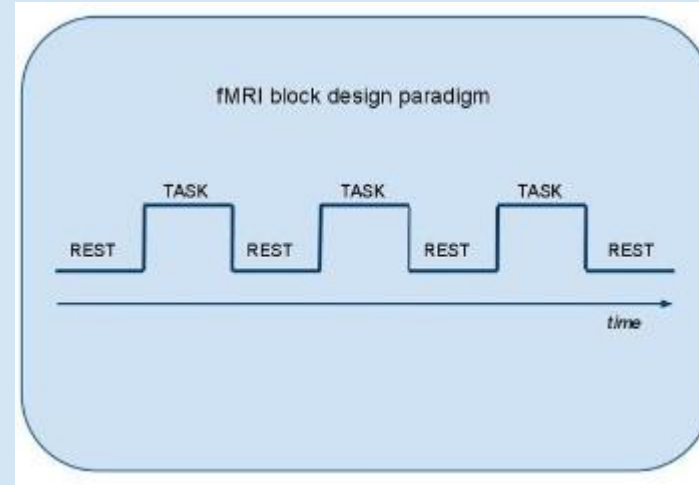 fMRI block design paradigm
TASK TASK TASK
REST REST REST REST
time